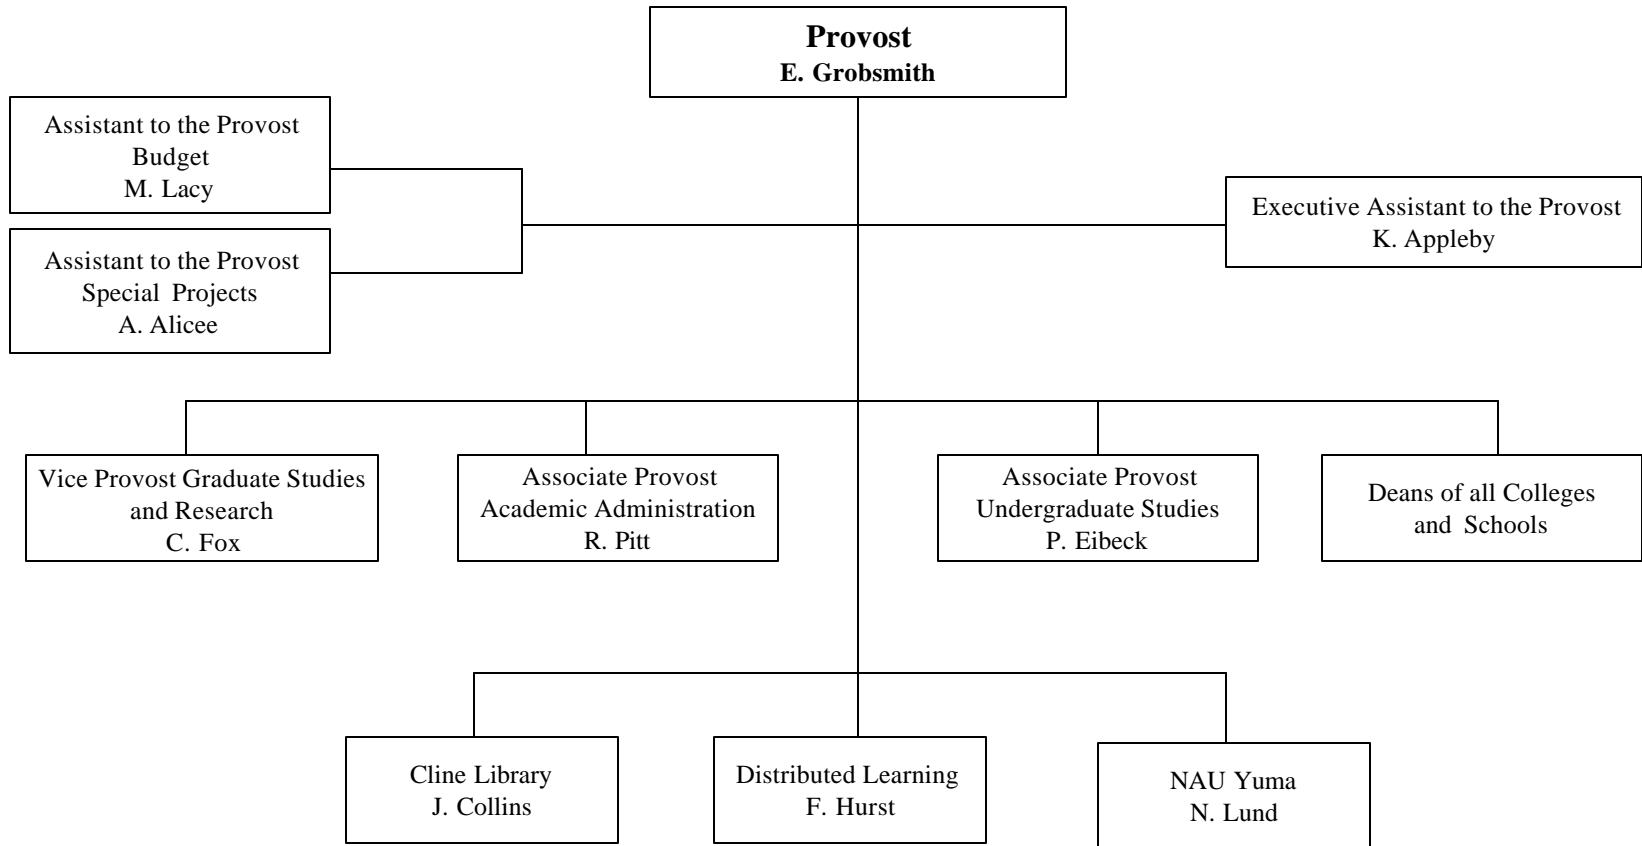 Provost
E. Grobsmith
Assistant to the Provost
Budget
M. Lacy
Executive Assistant to the Provost
K. Appleby
Assistant to the Provost
Special Projects
A. Alicee
Vice Provost Graduate Studies
and Research
C. Fox
Associate Provost
Academic Administration
R. Pitt
Associate Provost
Undergraduate Studies
P. Eibeck
Deans of all Colleges
and Schools
Cline Library
J. Collins
Distributed Learning
F. Hurst
NAU Yuma
N. Lund